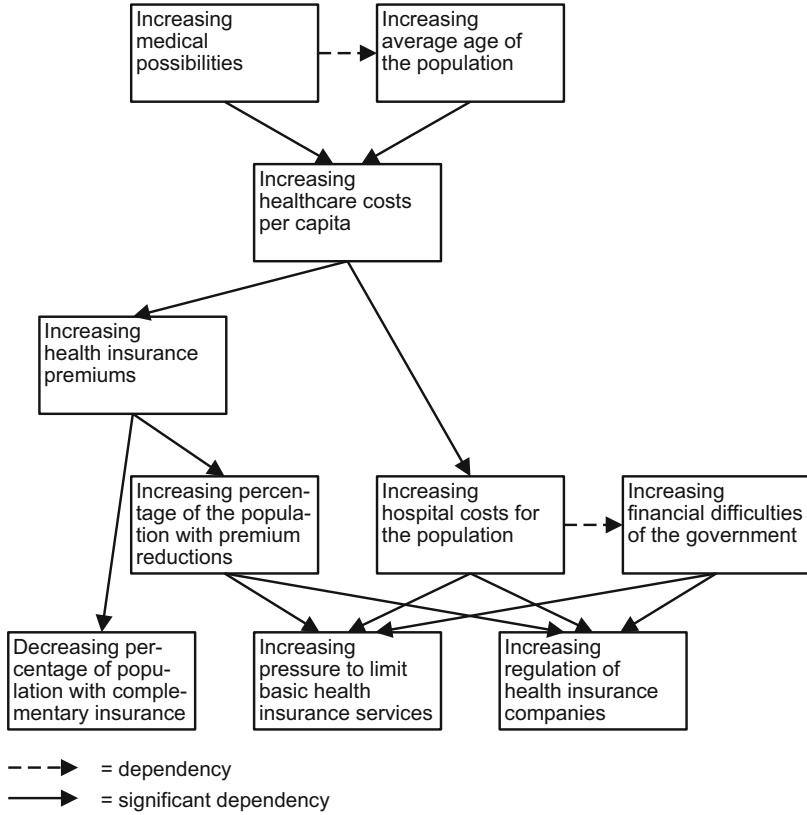 Increasing
medical
possibilities
Increasing
average age of
the population
Increasing
healthcare costs
per capita
Increasing
health insurance
premiums
Increasing percen-
tage of the popula-
tion with premium
reductions
Increasing
hospital costs for
the population
Increasing
financial difficulties
of the government
Decreasing per-
centage of popu-
lation with comple-
mentary insurance
Increasing
pressure to limit
basic health
insurance services
Increasing
regulation of
health insurance
companies
= dependency
= significant dependency